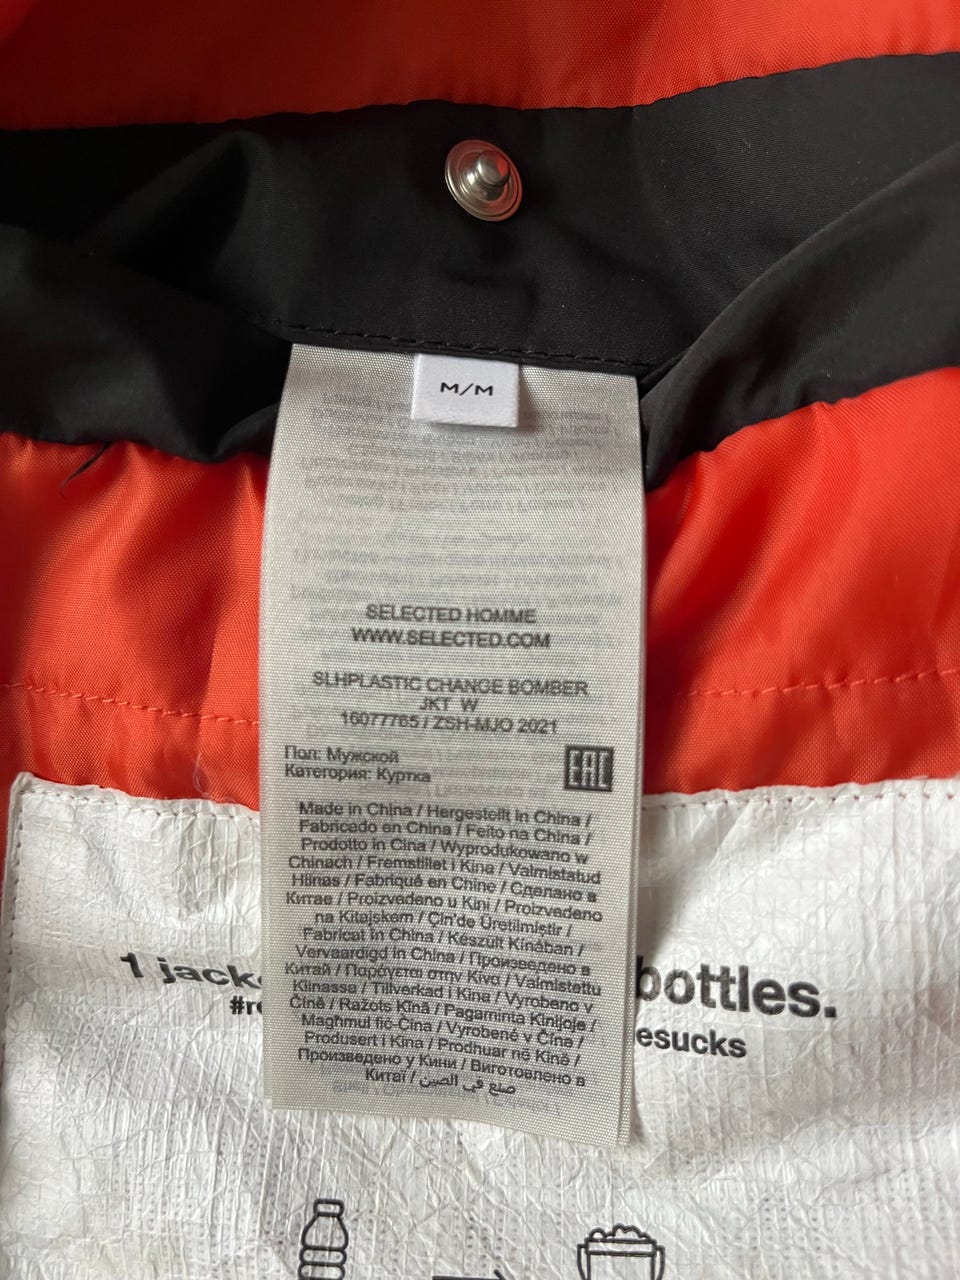 M/M
SELECTED HOMME
WWW.SELECTED.COM
SLHPLASTIC CHANGE BOMBER
JKT W
16077765 / ZSH-MJO 2021
Пол: Мужской
Категория: Куртка
EAC
Made in China / Hergestellt in China /
Fabricado en China / Feito na China /
Prodotto in Cina / Wyprodukowano w
Chinach / Fremstillet i Kina / Valmistatud
Hiinas / Fabriqué en Chine / Сделано в
Китае / Proizvedeno u Kini / Proizvedeno
na Kitajskem / Çin'de Üretilmiştir /
Fabricat în China / Készült Kínában /
Vervaardigd in China / Произведено в
Китай / Παράγεται στην Κίνα / Valmistettu
Kiinassa / Tillverkad i Kina / Vyrobeno v
Číně / Ražots Ķīnā / Pagaminta Kinijoje /
Magħmul fiċ-Ċina / Vyrobené v Číne /
Produsert i Kina / Prodhuar në Kinë /
Произведено у Кини / Виготовлено в
Китаї / صنع في الصين
1 jack bottles.
#re esucks